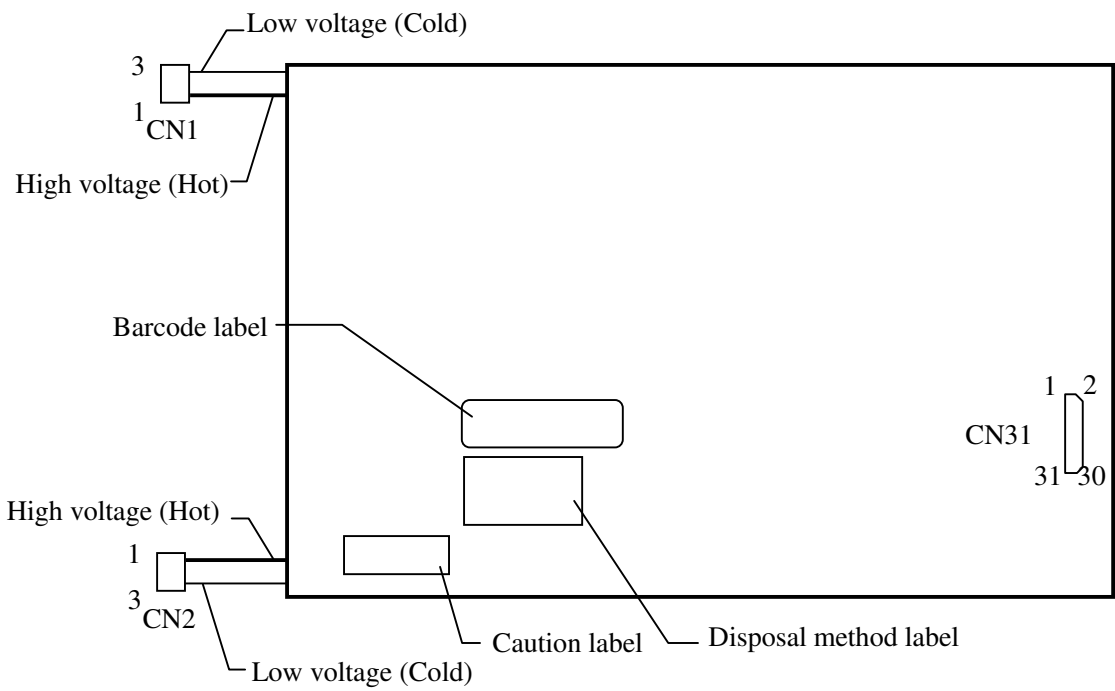 Low voltage (Cold)
3
1
CN1
High voltage (Hot)
Barcode label
1 2
CN31
31 30
High voltage (Hot)
1
3
CN2
Caution label
Disposal method label
Low voltage (Cold)